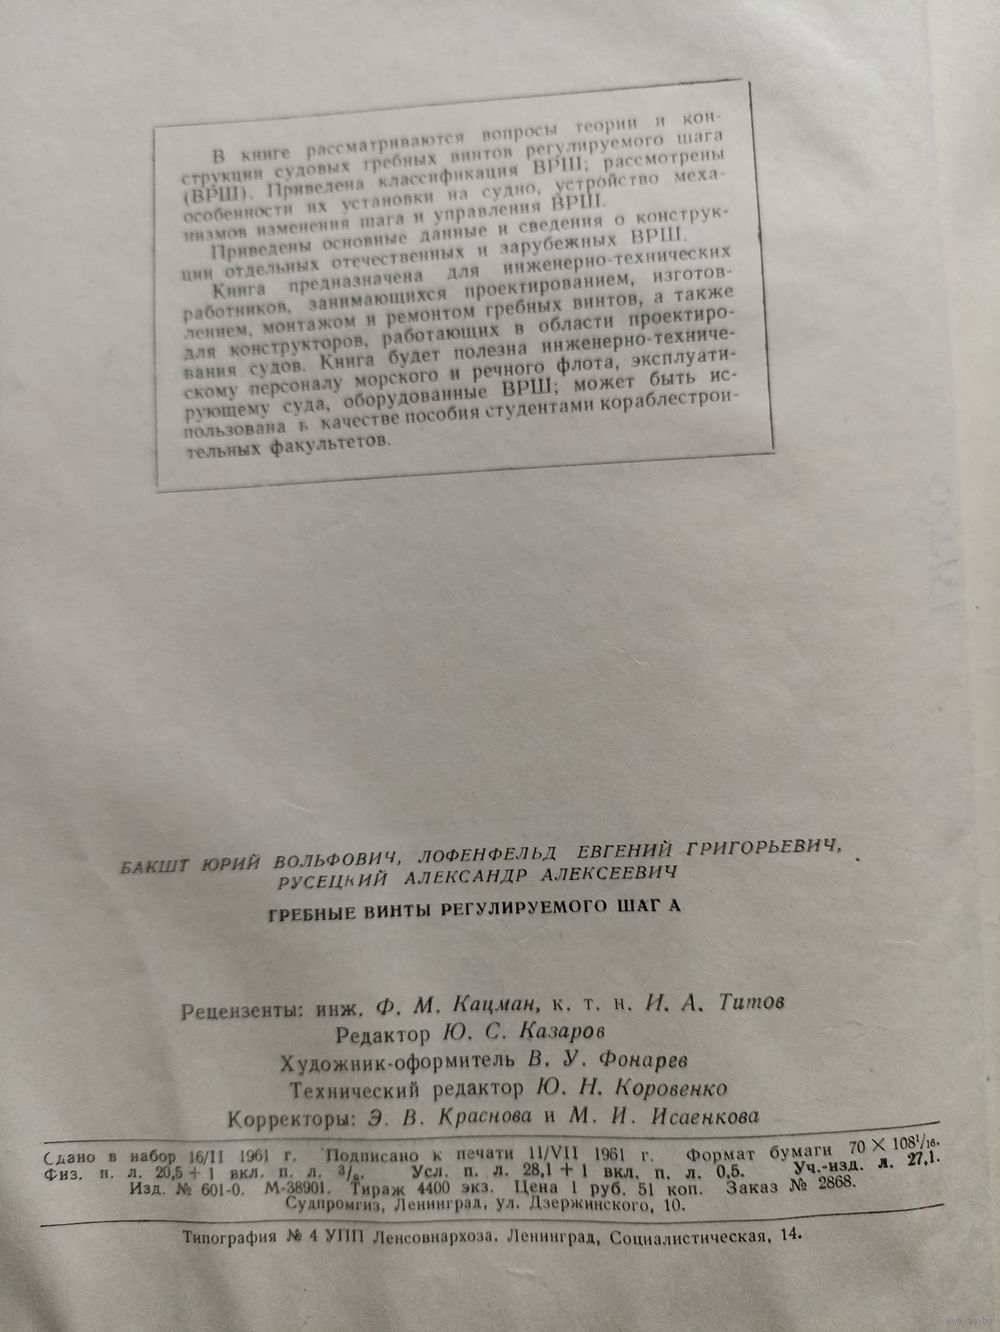 В книге рассматриваются вопросы теории и кон-
струкции судовых гребных винтов регулируемого шага
(ВРШ). Приведена классификация ВРШ; рассмотрены
особенности их установки на судно, устройство меха-
низмов изменения шага и управления ВРШ.
Приведены основные данные и сведения о конструк-
ции отдельных отечественных и зарубежных ВРШ.
Книга предназначена для инженерно-технических
работников, занимающихся проектированием, изготов-
лением, монтажом и ремонтом гребных винтов, а также
для конструкторов, работающих в области проектиро-
вания судов. Книга будет полезна инженерно-техниче-
скому персоналу морского и речного флота, эксплуати-
рующему суда, оборудованные ВРШ; может быть ис-
пользована в качестве пособия студентами кораблестрои-
тельных факультетов.
БАКШТ ЮРИЙ ВОЛЬФОВИЧ, ЛОФЕНФЕЛЬД ЕВГЕНИЙ ГРИГОРЬЕВИЧ,
РУСЕЦКИЙ АЛЕКСАНДР АЛЕКСЕЕВИЧ
ГРЕБНЫЕ ВИНТЫ РЕГУЛИРУЕМОГО ШАГА
Рецензенты: инж. Ф. М. Кацман, к. т. н. И. А. Титов
Редактор Ю. С. Казаров
Художник-оформитель В. У. Фонарев
Технический редактор Ю. Н. Коровенко
Корректоры: Э. В. Краснова и М. И. Исаенкова
Сдано в набор 16/II 1961 г. Подписано к печати 11/VII 1961 г. Формат бумаги 70 × 108 1/16.
Физ. п. л. 20,5 + 1 вкл. п. л. 3/8. Усл. п. л. 28,1 + 1 вкл. п. л. 0,5. Уч.-изд. л. 27,1.
Изд. № 601-0. М-38901. Тираж 4400 экз. Цена 1 руб. 51 коп. Заказ № 2868.
Судпромгиз, Ленинград, ул. Дзержинского, 10.
Типография № 4 УПП Ленсовнархоза. Ленинград, Социалистическая, 14.
www.ay.by